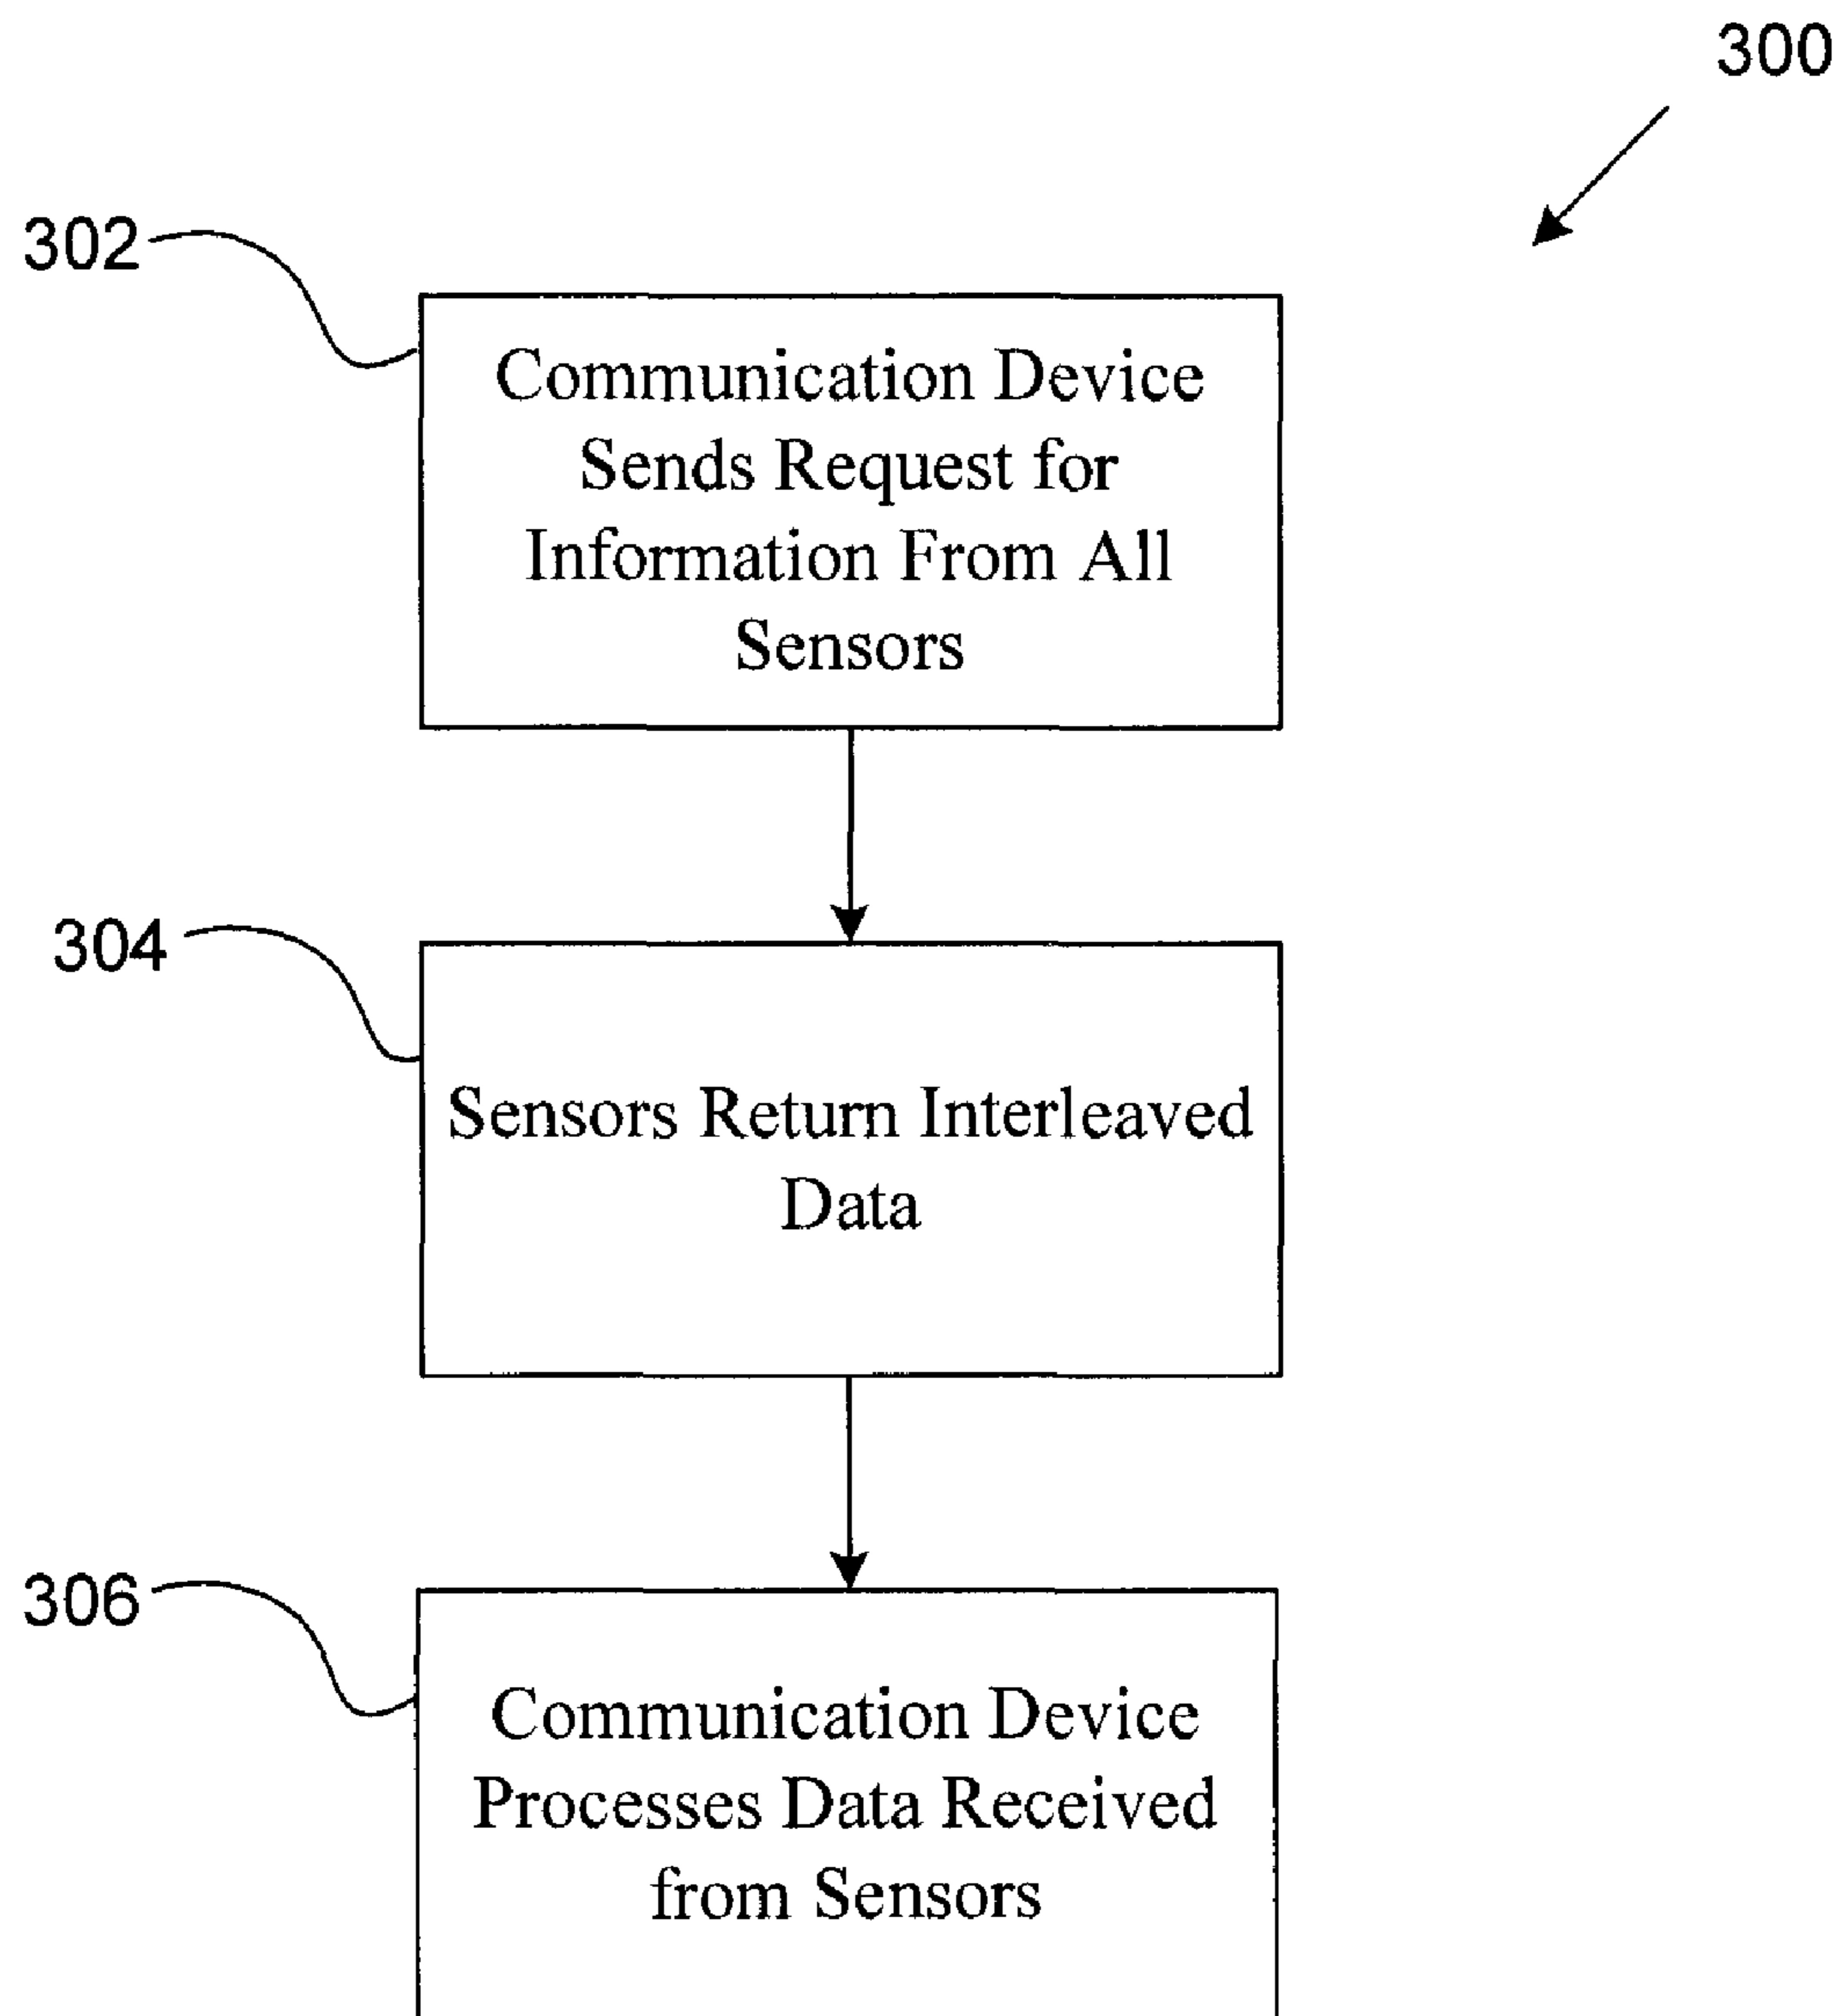 300
302
Communication Device
Sends Request for
Information From All
Sensors
304
Sensors Return Interleaved
Data
306
Communication Device
Processes Data Received
from Sensors